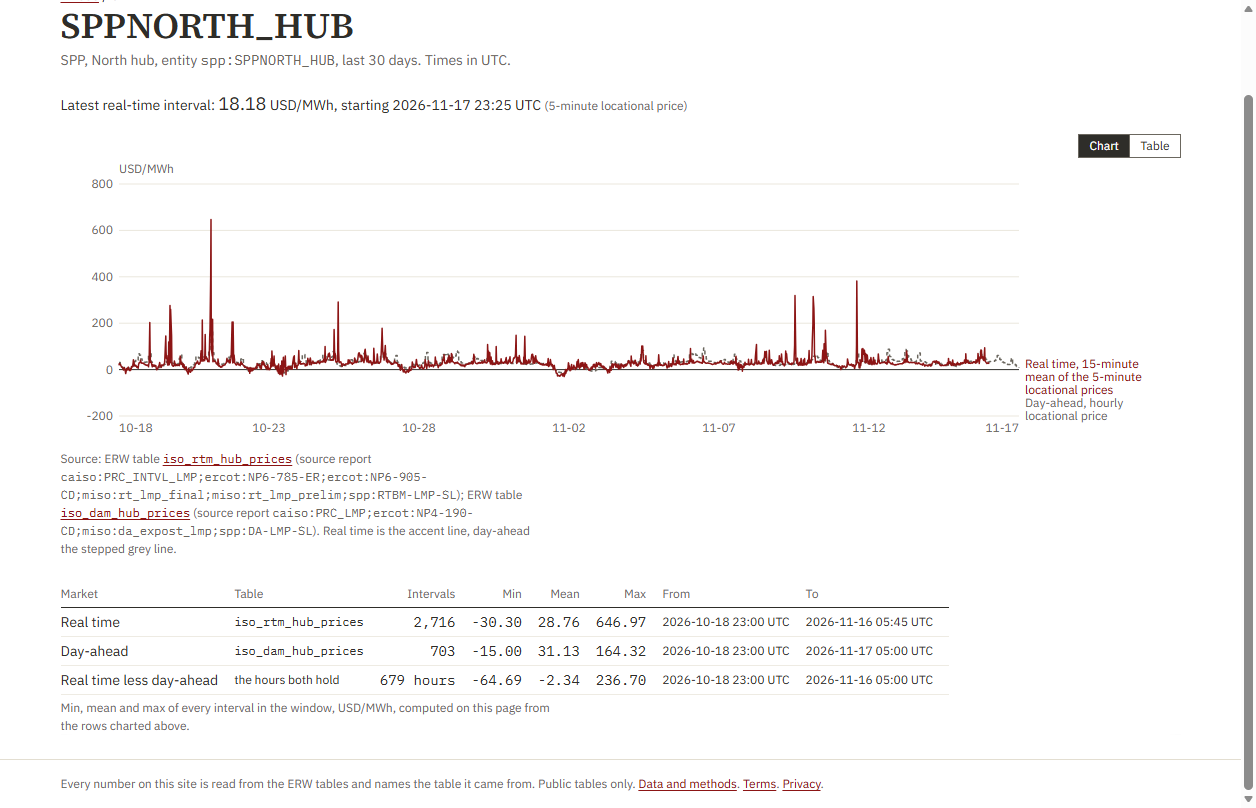 SPPNORTH_HUB
SPP, North hub, entity spp:SPPNORTH_HUB, last 30 days. Times in UTC.
Latest real-time interval: 18.18 USD/MWh, starting 2026-11-17 23:25 UTC (5-minute locational price)
Chart Table
USD/MWh
800
600
400
200
0
-200
10-18 10-23 10-28 11-02 11-07 11-12 11-17
Real time, 15-minute
mean of the 5-minute
locational prices
Day-ahead, hourly
locational price
Source: ERW table iso_rtm_hub_prices (source report
caiso:PRC_INTVL_LMP;ercot:NP6-785-ER;ercot:NP6-905-
CD;miso:rt_lmp_final;miso:rt_lmp_prelim;spp:RTBM-LMP-SL); ERW table
iso_dam_hub_prices (source report caiso:PRC_LMP;ercot:NP4-190-
CD;miso:da_expost_lmp;spp:DA-LMP-SL). Real time is the accent line, day-ahead
the stepped grey line.
Market Table Intervals Min Mean Max From To
Real time iso_rtm_hub_prices 2,716 -30.30 28.76 646.97 2026-10-18 23:00 UTC 2026-11-16 05:45 UTC
Day-ahead iso_dam_hub_prices 703 -15.00 31.13 164.32 2026-10-18 23:00 UTC 2026-11-17 05:00 UTC
Real time less day-ahead the hours both hold 679 hours -64.69 -2.34 236.70 2026-10-18 23:00 UTC 2026-11-16 05:00 UTC
Min, mean and max of every interval in the window, USD/MWh, computed on this page from
the rows charted above.
Every number on this site is read from the ERW tables and names the table it came from. Public tables only. Data and methods. Terms. Privacy.